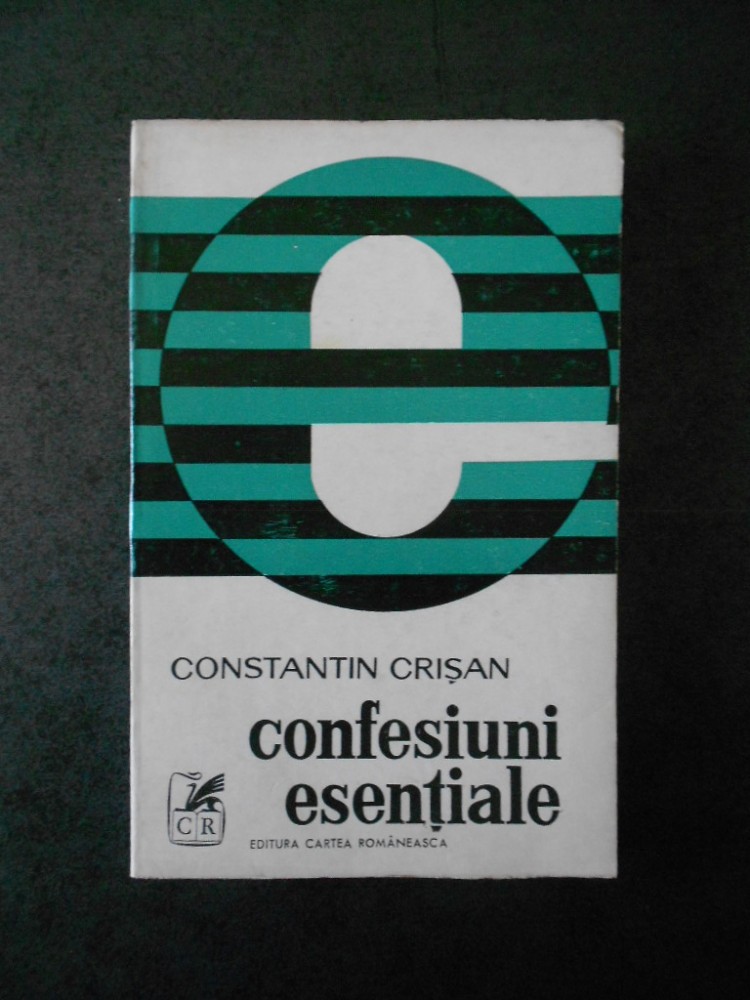 e
CONSTANTIN CRIȘAN
confesiuni
esențiale
CR
EDITURA CARTEA ROMÂNEASCA